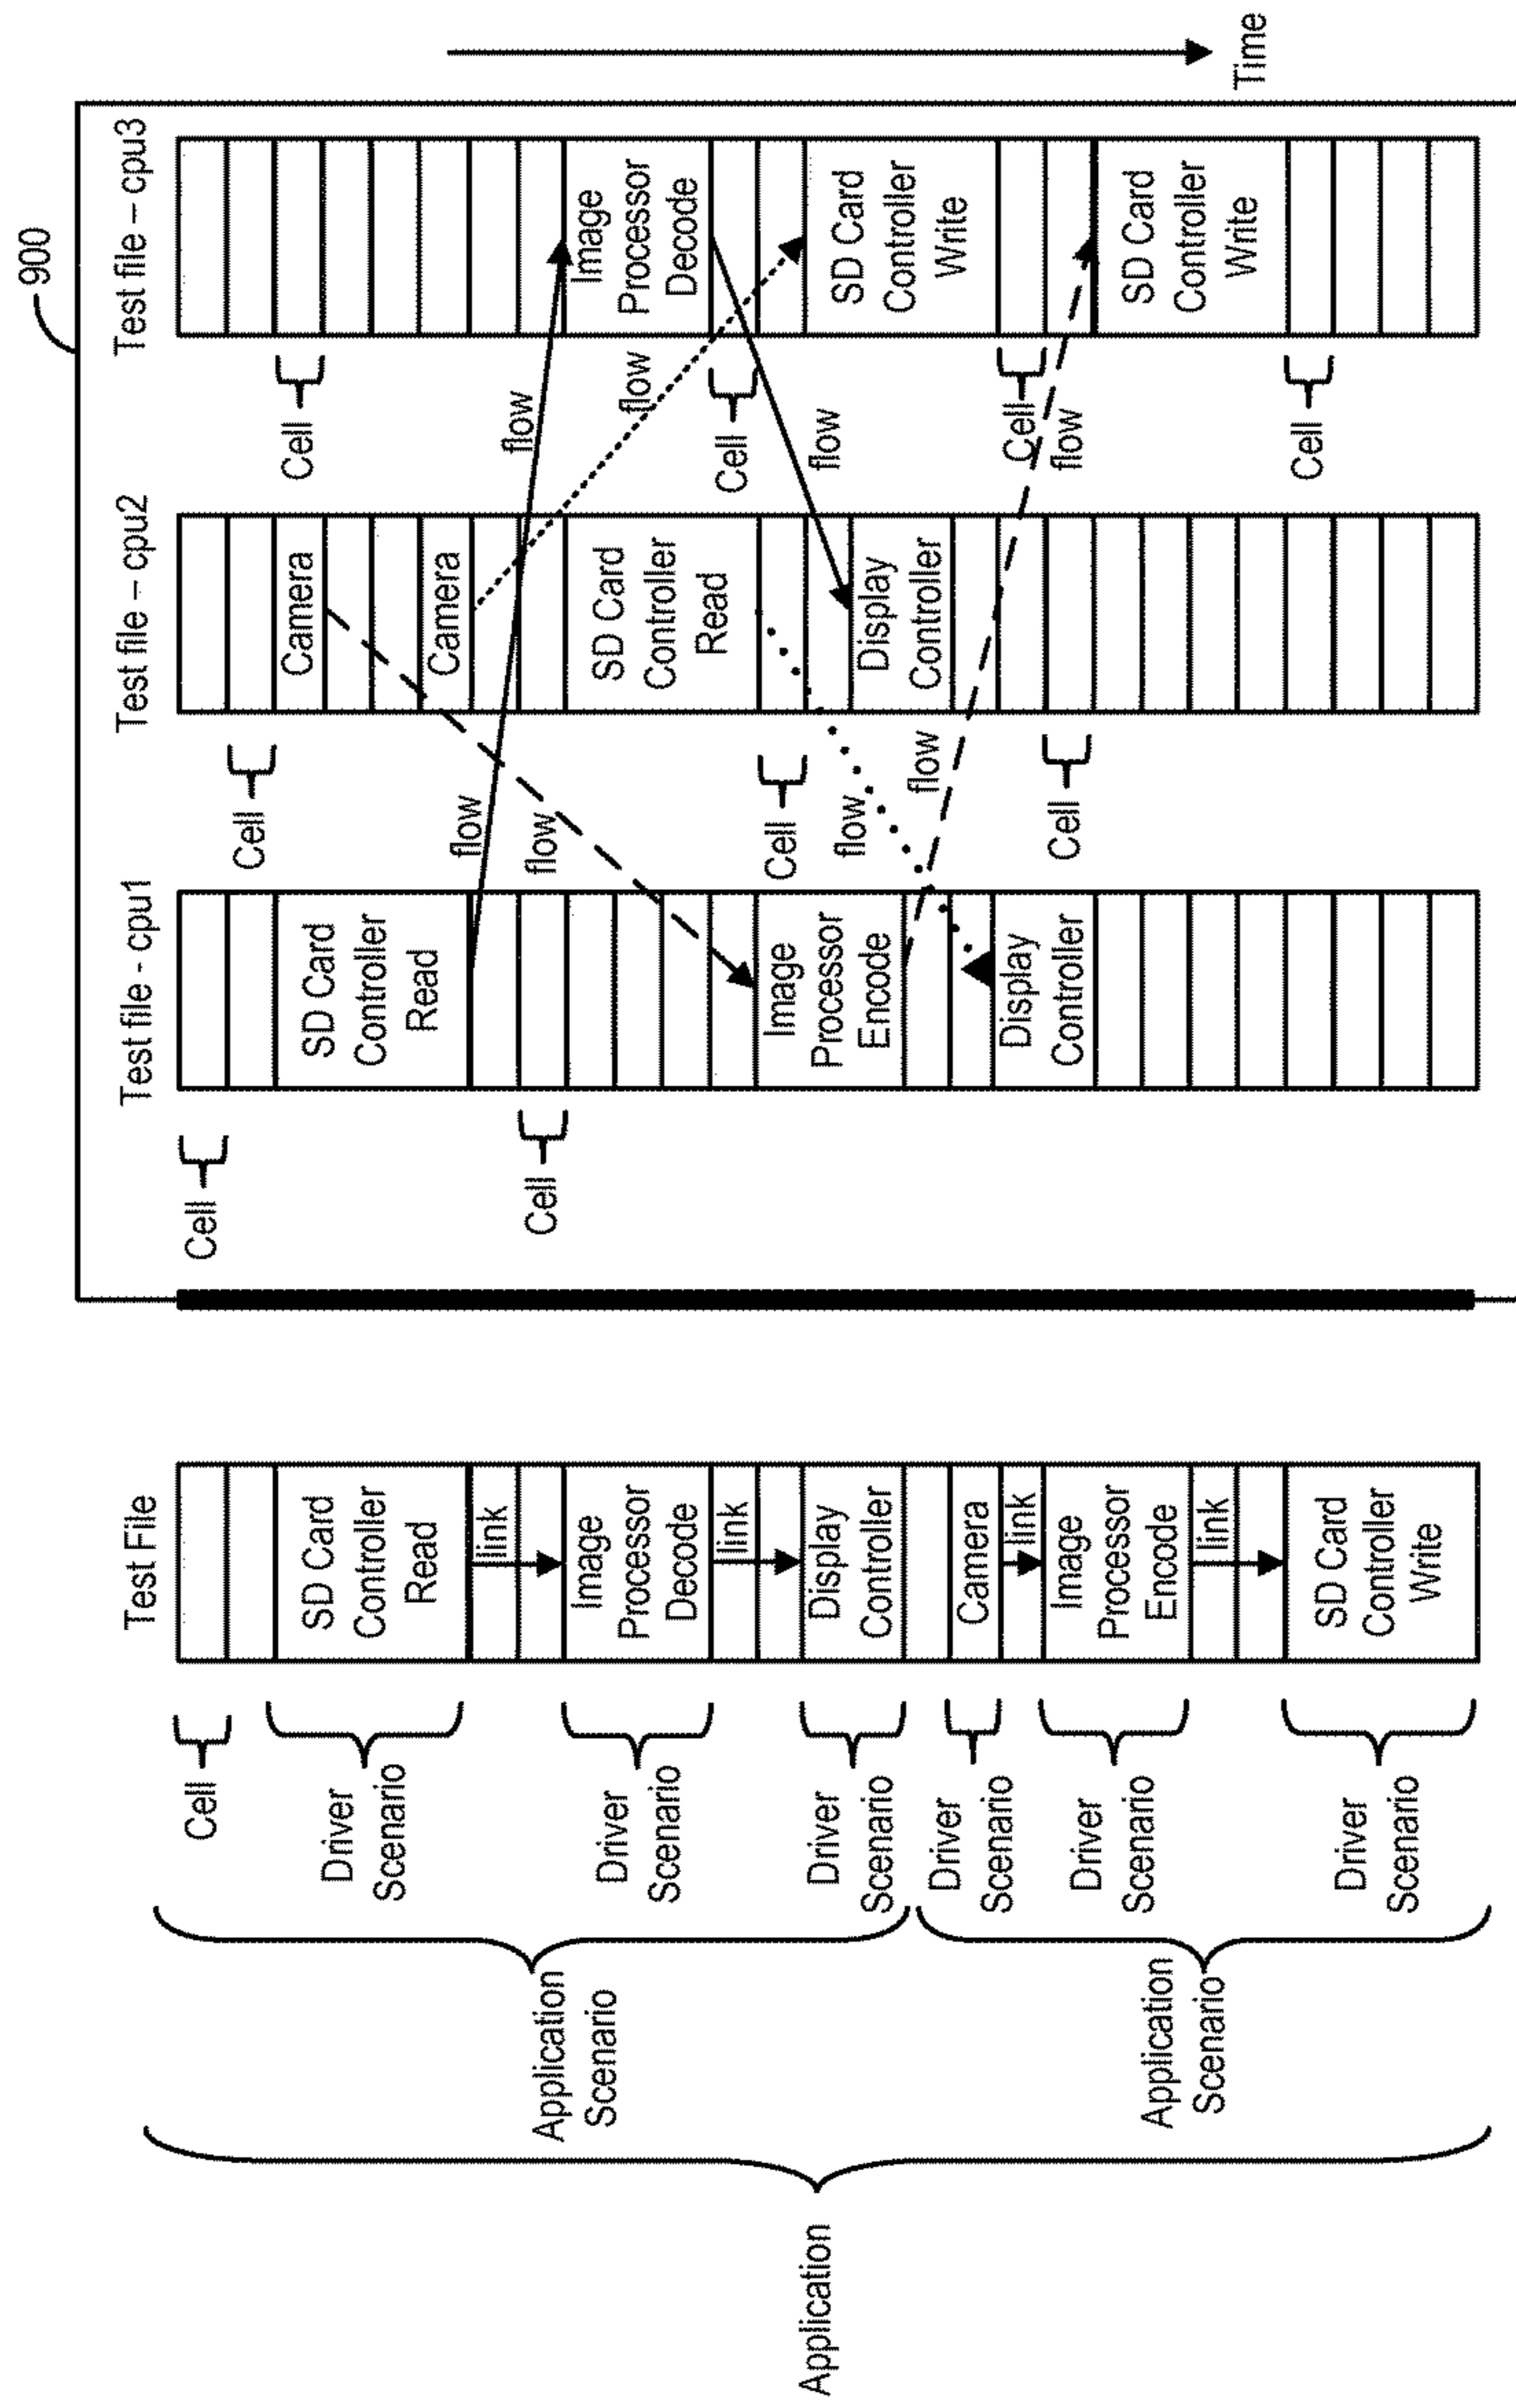 900
Application
Application
Scenario
Application
Scenario
Cell
Driver
Scenario
Driver
Scenario
Driver
Scenario
Driver
Scenario
Driver
Scenario
Driver
Scenario
Test File
SD Card
Controller
Read
link
Image
Processor
Decode
link
Display
Controller
Camera
link
Image
Processor
Encode
link
SD Card
Controller
Write
Cell
Cell
Test file - cpu1
SD Card
Controller
Read
Image
Processor
Encode
Display
Controller
Cell
flow
flow
Cell
flow
flow
Cell
Test file – cpu2
Camera
Camera
SD Card
Controller
Read
Display
Controller
Cell
flow
flow
Cell
flow
Cell
flow
Cell
Test file – cpu3
Image
Processor
Decode
SD Card
Controller
Write
SD Card
Controller
Write
Time